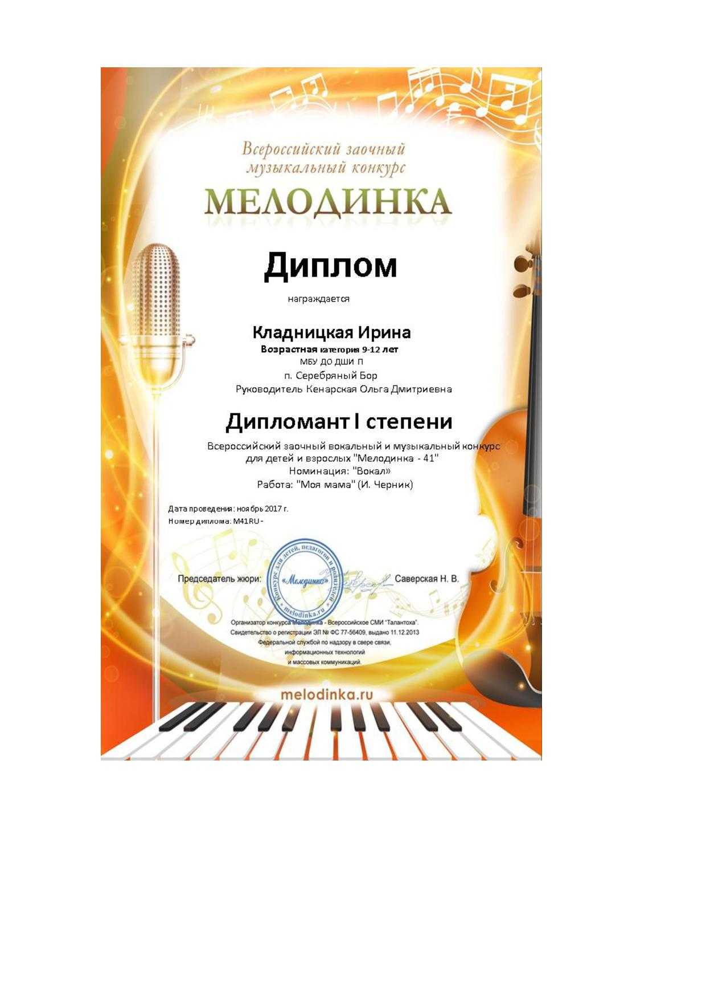 Всероссийский заочный
музыкальный конкурс
МЕЛОДИНКА
Диплом
награждается
Кладницкая Ирина
Возрастная категория 9-12 лет
МБУ ДО ДШИ П
п. Серебряный Бор
Руководитель Кенарская Ольга Дмитриевна
Дипломант I степени
Всероссийский заочный вокальный и музыкальный конкурс
для детей и взрослых "Мелодинка - 41"
Номинация: "Вокал»
Работа: "Моя мама" (И. Черник)
Дата проведения: ноябрь 2017 г.
Номер диплома: M41RU -
Конкурс для детей, педагогов и родителей
«Мелодинка»
melodinka.ru
Председатель жюри: Саверская Н. В.
Организатор конкурса Мелодинка - Всероссийское СМИ "Талантоха".
Свидетельство о регистрации ЭЛ № ФС 77-56409, выдано 11.12.2013
Федеральной службой по надзору в свере связи,
информационных технологий
и массовых коммуникаций.
melodinka.ru